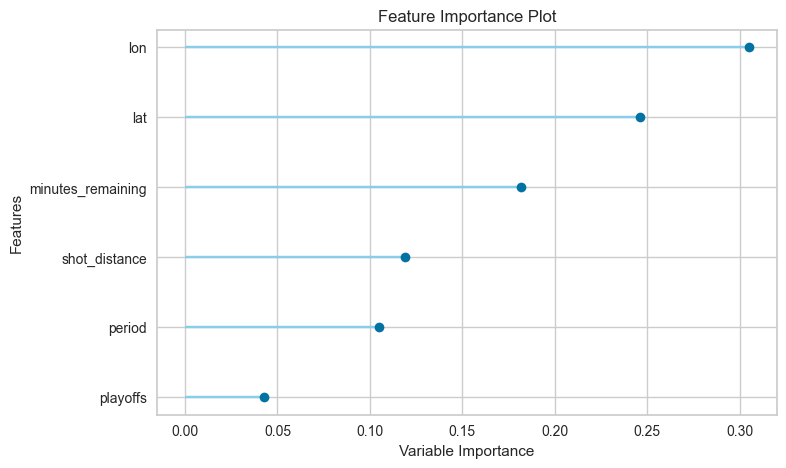 Feature Importance Plot
lon
lat
minutes_remaining
shot_distance
period
playoffs
Features
0.00 0.05 0.10 0.15 0.20 0.25 0.30
Variable Importance